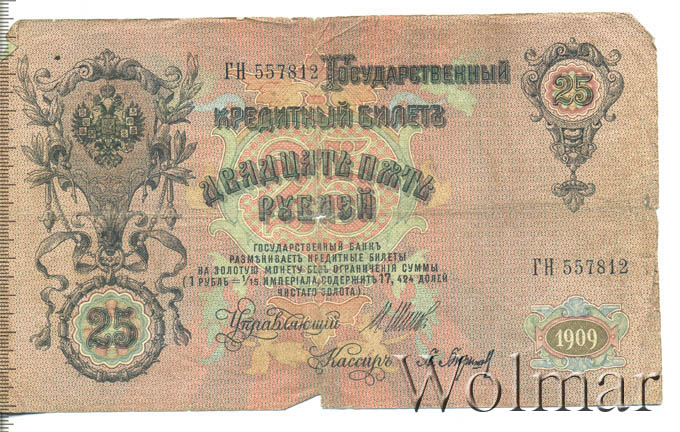 ГН 557812 Государственный
25
Кредитный Билетъ
Двадцать пять
рублей
25
Государственный Банкъ
размѣниваетъ кредитные билеты
на золотую монету безъ ограниченія суммы
(1 рубль = 1/15 имперіала, содержитъ 17,424 долей
чистаго золота).
ГН 557812
25
Управляющій
1909
Кассиръ
Wolmar